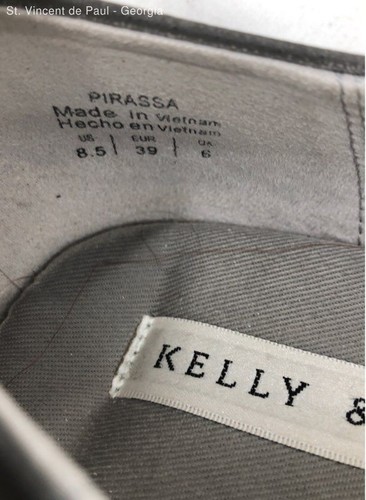 St. Vincent de Paul - Georgia
PIRASSA
Made in Vietnam
Hecho en Vietnam
US EUR UK
8.5 39 6
KELLY &